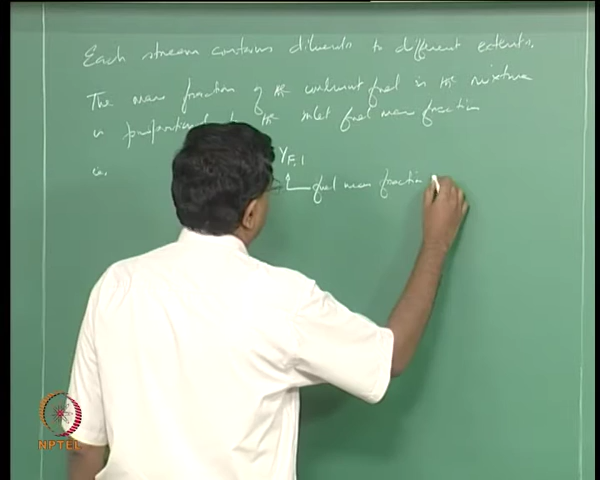 Each stream contains diluents to different extents.
The mass fraction of the unburnt fuel in the mixture
is proportional to the inlet fuel mass fraction
i.e.
Y_F,1
fuel mass fraction
NPTEL